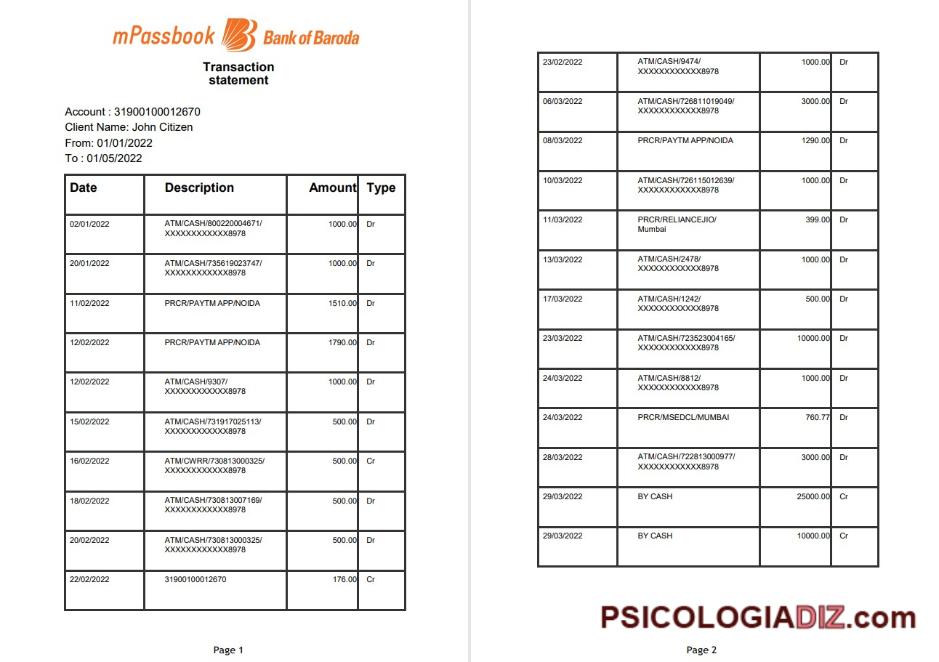 mPassbook Bank of Baroda
Transaction
statement
Account : 31900100012670
Client Name: John Citizen
From: 01/01/2022
To : 01/05/2022
Date Description Amount Type
02/01/2022 ATM/CASH/800220004671/ 1000.00 Dr
XXXXXXXXXXXX8978
20/01/2022 ATM/CASH/735619023747/ 1000.00 Dr
XXXXXXXXXXXX8978
11/02/2022 PRCR/PAYTM APP/NOIDA 1510.00 Dr
12/02/2022 PRCR/PAYTM APP/NOIDA 1790.00 Dr
12/02/2022 ATM/CASH/9307/ 1000.00 Dr
XXXXXXXXXXXX8978
15/02/2022 ATM/CASH/731917025113/ 500.00 Dr
XXXXXXXXXXXX8978
16/02/2022 ATM/CWRR/730813000325/ 500.00 Cr
XXXXXXXXXXXX8978
18/02/2022 ATM/CASH/730813007169/ 500.00 Dr
XXXXXXXXXXXX8978
20/02/2022 ATM/CASH/730813000325/ 500.00 Dr
XXXXXXXXXXXX8978
22/02/2022 31900100012670 176.00 Cr
Page 1
23/02/2022 ATM/CASH/9474/ 1000.00 Dr
XXXXXXXXXXXX8978
06/03/2022 ATM/CASH/726811019049/ 3000.00 Dr
XXXXXXXXXXXX8978
08/03/2022 PRCR/PAYTM APP/NOIDA 1290.00 Dr
10/03/2022 ATM/CASH/726115012639/ 1000.00 Dr
XXXXXXXXXXXX8978
11/03/2022 PRCR/RELIANCEJIO/ 399.00 Dr
Mumbai
13/03/2022 ATM/CASH/2478/ 1000.00 Dr
XXXXXXXXXXXX8978
17/03/2022 ATM/CASH/1242/ 500.00 Dr
XXXXXXXXXXXX8978
23/03/2022 ATM/CASH/723523004165/ 10000.00 Dr
XXXXXXXXXXXX8978
24/03/2022 ATM/CASH/8812/ 1000.00 Dr
XXXXXXXXXXXX8978
24/03/2022 PRCR/MSEDCL/MUMBAI 760.77 Dr
28/03/2022 ATM/CASH/722813000977/ 3000.00 Dr
XXXXXXXXXXXX8978
29/03/2022 BY CASH 25000.00 Cr
29/03/2022 BY CASH 10000.00 Cr
PSICOLOGIADIZ.com
Page 2